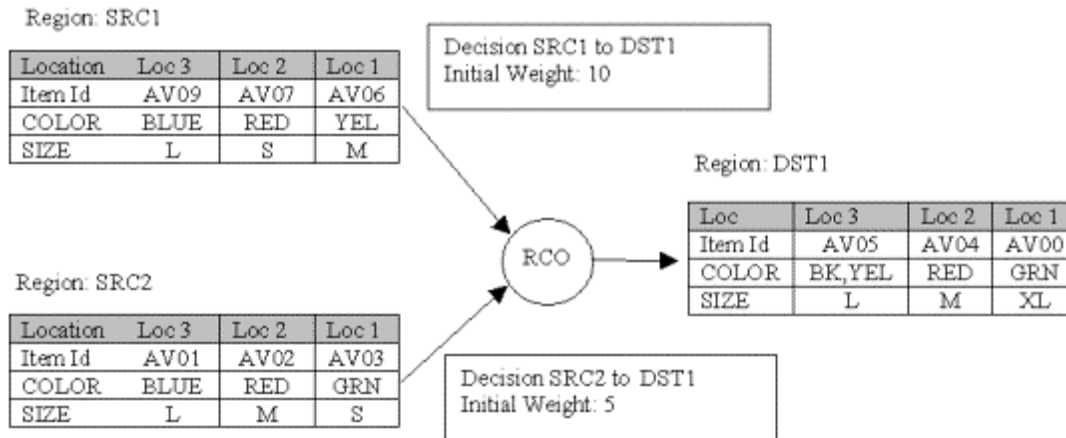 Region: SRC1
Location Loc 3 Loc 2 Loc 1
Item Id AV09 AV07 AV06
COLOR BLUE RED YEL
SIZE L S M
Decision SRC1 to DST1
Initial Weight: 10
Region: DST1
Loc Loc 3 Loc 2 Loc 1
Item Id AV05 AV04 AV00
COLOR BK,YEL RED GRN
SIZE L M XL
RCO
Region: SRC2
Location Loc 3 Loc 2 Loc 1
Item Id AV01 AV02 AV03
COLOR BLUE RED GRN
SIZE L M S
Decision SRC2 to DST1
Initial Weight: 5